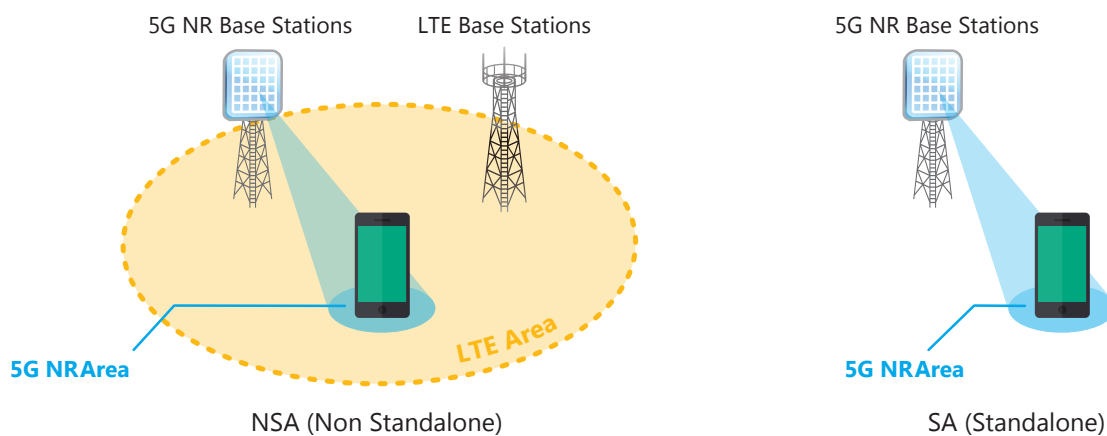 5G NR Base Stations
LTE Base Stations
5G NR Base Stations
LTE Area
5G NRArea
5G NRArea
NSA (Non Standalone)
SA (Standalone)